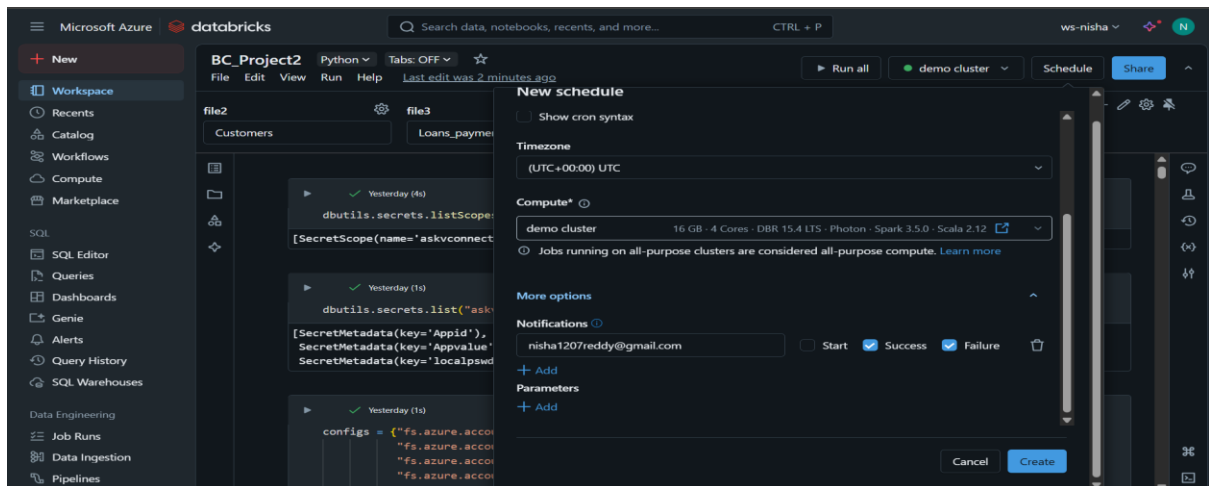 Microsoft Azure databricks Search data, notebooks, recents, and more... CTRL + P ws-nisha N
New
Workspace
Recents
Catalog
Workflows
Compute
Marketplace
SQL
SQL Editor
Queries
Dashboards
Genie
Alerts
Query History
SQL Warehouses
Data Engineering
Job Runs
Data Ingestion
Pipelines
BC_Project2 Python Tabs: OFF
File Edit View Run Help Last edit was 2 minutes ago
Run all demo cluster Schedule Share
file2 file3
Customers Loans_payme
Yesterday (4s)
dbutils.secrets.listScope
[SecretScope(name='askvconnect
Yesterday (1s)
dbutils.secrets.list("ask
[SecretMetadata(key='Appid'),
SecretMetadata(key='Appvalue'
SecretMetadata(key='localpswd
Yesterday (1s)
configs = {"fs.azure.acco
"fs.azure.acco
"fs.azure.acco
"fs.azure.acco
New schedule
Show cron syntax
Timezone
(UTC+00:00) UTC
Compute*
demo cluster 16 GB · 4 Cores · DBR 15.4 LTS · Photon · Spark 3.5.0 · Scala 2.12
Jobs running on all-purpose clusters are considered all-purpose compute. Learn more
More options
Notifications
nisha1207reddy@gmail.com Start Success Failure
+ Add
Parameters
+ Add
Cancel Create